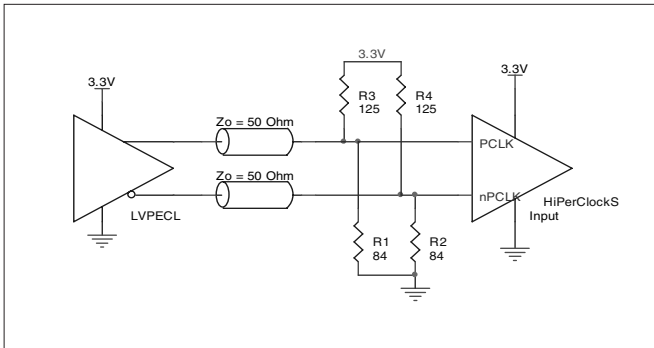 3.3V
3.3V
3.3V
R3
125
R4
125
Zo = 50 Ohm
PCLK
Zo = 50 Ohm
nPCLK
HiPerClockS
Input
LVPECL
R1
84
R2
84